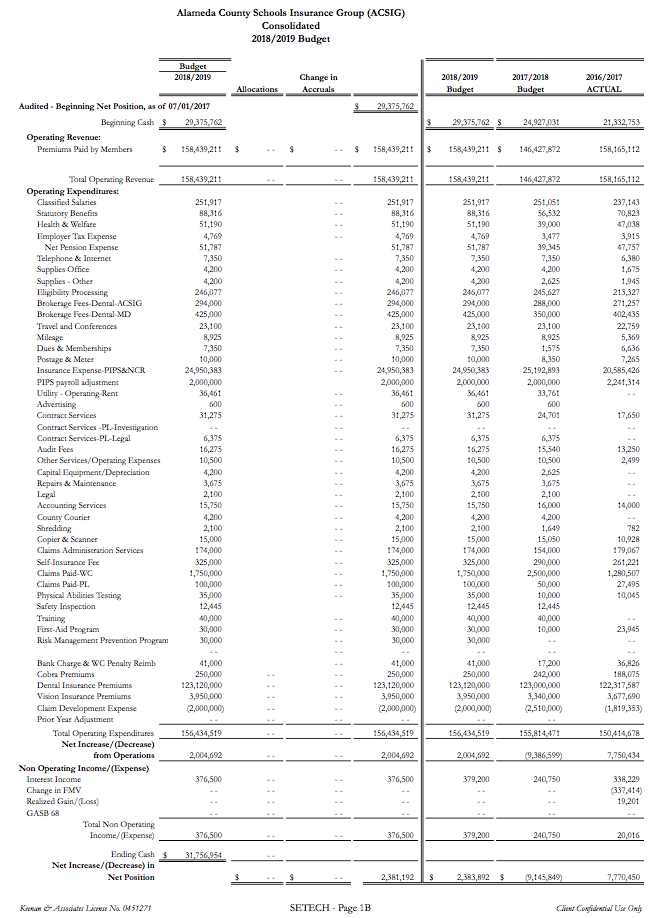 Alameda County Schools Insurance Group (ACSIG)
Consolidated
2018/2019 Budget
Budget
2018/2019 Change in 2018/2019 2017/2018 2016/2017
Allocations Accruals Budget Budget ACTUAL
Audited - Beginning Net Position, as of 07/01/2017 $ 29,375,762
Beginning Cash $ 29,375,762 $ 29,375,762 $ 24,927,031 21,332,753
Operating Revenue:
Premiums Paid by Members $ 158,439,211 $ -- $ -- $ 158,439,211 $ 158,439,211 $ 146,427,872 158,165,112
Total Operating Revenue 158,439,211 -- -- 158,439,211 158,439,211 146,427,872 158,165,112
Operating Expenditures:
Classified Salaries 251,917 -- 251,917 251,917 251,051 237,143
Statutory Benefits 88,316 -- 88,316 88,316 56,532 70,823
Health & Welfare 51,190 -- 51,190 51,190 39,000 47,038
Employer Tax Expense 4,769 -- 4,769 4,769 3,477 3,915
Net Pension Expense 51,787 -- 51,787 51,787 39,345 47,757
Telephone & Internet 7,350 -- 7,350 7,350 7,350 6,380
Supplies Office 4,200 -- 4,200 4,200 4,200 1,675
Supplies - Other 4,200 -- 4,200 4,200 2,625 1,945
Eligibility Processing 246,077 -- 246,077 246,077 245,627 213,327
Brokerage Fees-Dental-ACSIG 294,000 -- 294,000 294,000 288,000 271,257
Brokerage Fees-Dental-MD 425,000 -- 425,000 425,000 350,000 402,435
Travel and Conferences 23,100 -- 23,100 23,100 23,100 22,759
Mileage 8,925 -- 8,925 8,925 8,925 5,369
Dues & Memberships 7,350 -- 7,350 7,350 1,575 6,636
Postage & Meter 10,000 -- 10,000 10,000 8,350 7,265
Insurance Expense-PIPS&NCR 24,950,383 -- 24,950,383 24,950,383 25,192,893 20,585,426
PIPS payroll adjustment 2,000,000 -- 2,000,000 2,000,000 2,000,000 2,241,314
Utility - Operating-Rent 36,461 -- 36,461 36,461 33,761 --
Advertising 600 -- 600 600 600
Contract Services 31,275 -- 31,275 31,275 24,701 17,650
Contract Services -PL-Investigation -- -- -- -- -- --
Contract Services-PL-Legal 6,375 -- 6,375 6,375 6,375 --
Audit Fees 16,275 -- 16,275 16,275 15,540 13,250
Other Services/Operating Expenses 10,500 -- 10,500 10,500 10,500 2,499
Capital Equipment/Depreciation 4,200 -- 4,200 4,200 2,625 --
Repairs & Maintenance 3,675 -- 3,675 3,675 3,675 --
Legal 2,100 -- 2,100 2,100 2,100 --
Accounting Services 15,750 -- 15,750 15,750 15,000 14,000
County Courier 4,200 -- 4,200 4,200 4,200 --
Shredding 2,100 -- 2,100 2,100 1,649 782
Copier & Scanner 15,000 -- 15,000 15,000 15,050 10,928
Claims Administration Services 174,000 -- 174,000 174,000 154,000 179,067
Self-Insurance Fee 325,000 -- 325,000 325,000 290,000 261,221
Claims Paid-WC 1,750,000 -- 1,750,000 1,750,000 2,500,000 1,280,507
Claims Paid-PL 100,000 -- 100,000 100,000 50,000 27,495
Physical Abilities Testing 35,000 -- 35,000 35,000 10,000 10,045
Safety Inspection 12,445 -- 12,445 12,445 12,445
Training 40,000 -- 40,000 40,000 40,000 --
First-Aid Program 30,000 -- 30,000 30,000 10,000 23,945
Risk Management Prevention Program 30,000 -- 30,000 30,000 -- --
-- -- -- -- -- --
Bank Charge & WC Penalty Reimb 41,000 -- 41,000 41,000 17,200 36,826
Cobra Premiums 250,000 -- -- 250,000 250,000 242,000 188,075
Dental Insurance Premiums 123,120,000 -- -- 123,120,000 123,120,000 123,000,000 122,317,587
Vision Insurance Premiums 3,950,000 -- -- 3,950,000 3,950,000 3,340,000 3,677,690
Claim Development Expense (2,000,000) -- -- (2,000,000) (2,000,000) (2,510,000) (1,819,353)
Prior Year Adjustment -- -- -- -- -- --
Total Operating Expenditures 156,434,519 -- -- 156,434,519 156,434,519 155,814,471 150,414,678
Net Increase/(Decrease)
from Operations 2,004,692 -- -- 2,004,692 2,004,692 (9,386,599) 7,750,434
Non Operating Income/(Expense)
Interest Income 376,500 -- -- 376,500 379,200 240,750 338,229
Change in FMV -- -- -- -- -- -- (337,414)
Realized Gain/(Loss) -- -- -- -- -- -- 19,201
GASB 68 -- -- -- -- -- -- --
Total Non Operating
Income/(Expense) 376,500 -- -- 376,500 379,200 240,750 20,016
Ending Cash $ 31,756,954 --
Net Increase/(Decrease) in
Net Position $ -- $ -- 2,381,192 $ 2,383,892 $ (9,145,849) 7,770,450
Keenan & Associates License No. 0451271 SETECH - Page 1B Client Confidential Use Only